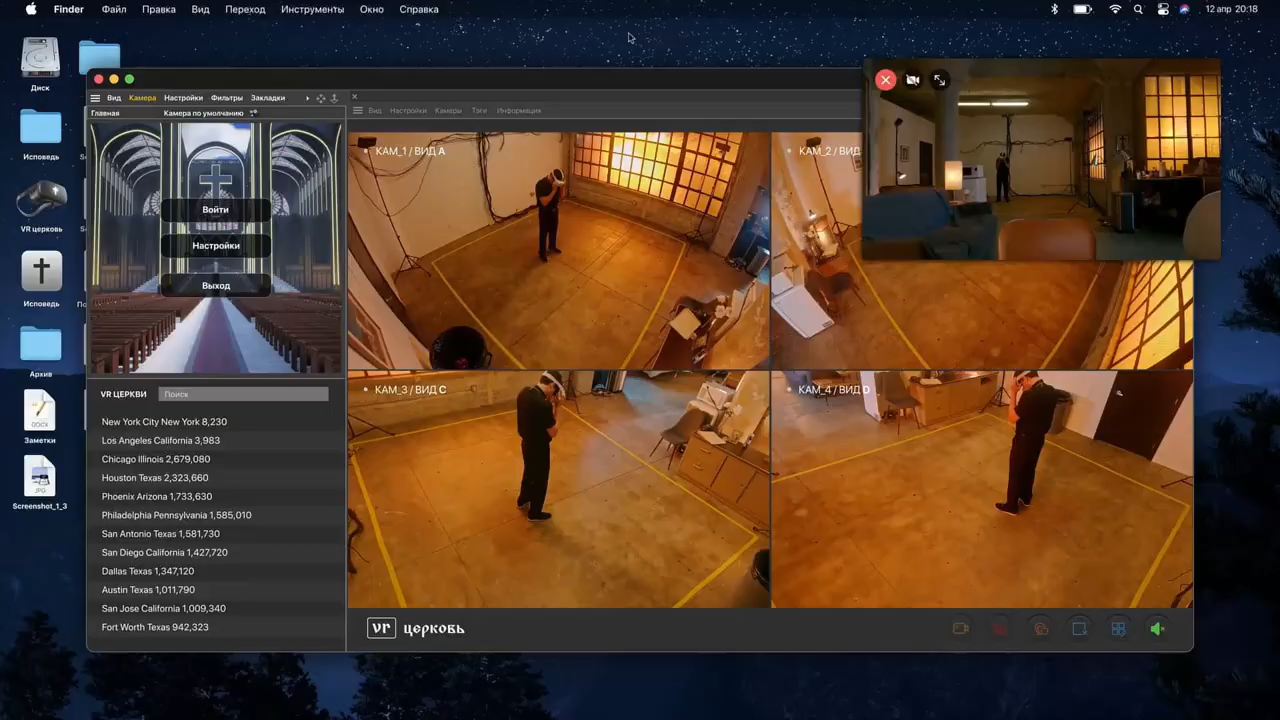 Finder Файл Правка Вид Переход Инструменты Окно Справка 12 апр 20:18
Диск
Исповедь
VR церковь
Исповедь
Архив
DOCX
Заметки
JPG
Screenshot_1_3
Вид Камера Настройки Фильтры Закладки
Главная Камера по умолчанию
Войти
Настройки
Выход
VR ЦЕРКВИ Поиск
New York City New York 8,230
Los Angeles California 3,983
Chicago Illinois 2,679,080
Houston Texas 2,323,660
Phoenix Arizona 1,733,630
Philadelphia Pennsylvania 1,585,010
San Antonio Texas 1,581,730
San Diego California 1,427,720
Dallas Texas 1,347,120
Austin Texas 1,011,790
San Jose California 1,009,340
Fort Worth Texas 942,323
Вид Настройки Камеры Тэги Информация
КАМ_1 / ВИД A
КАМ_2 / ВИД
КАМ_3 / ВИД C
КАМ_4 / ВИД D
vr церковь